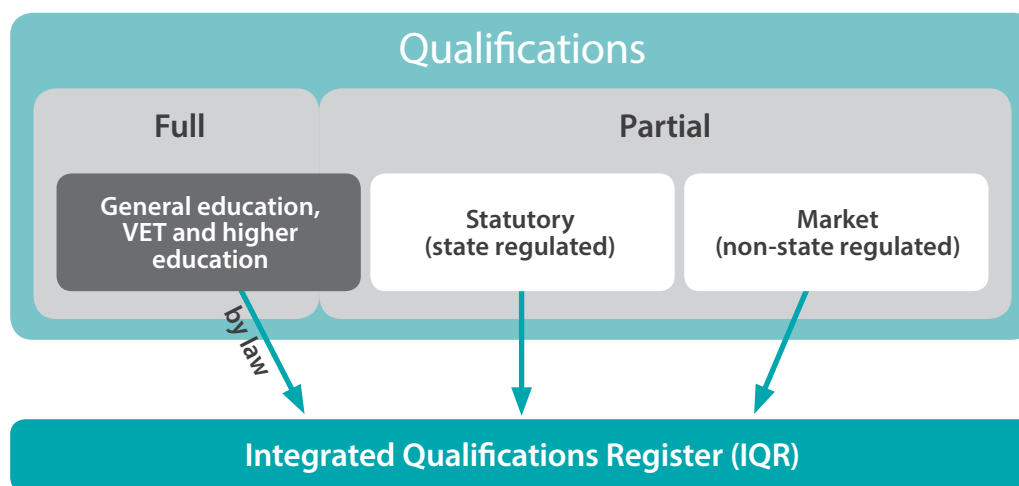 Qualifications
Full
Partial
General education,
VET and higher
education
Statutory
(state regulated)
Market
(non-state regulated)
by law
Integrated Qualifications Register (IQR)